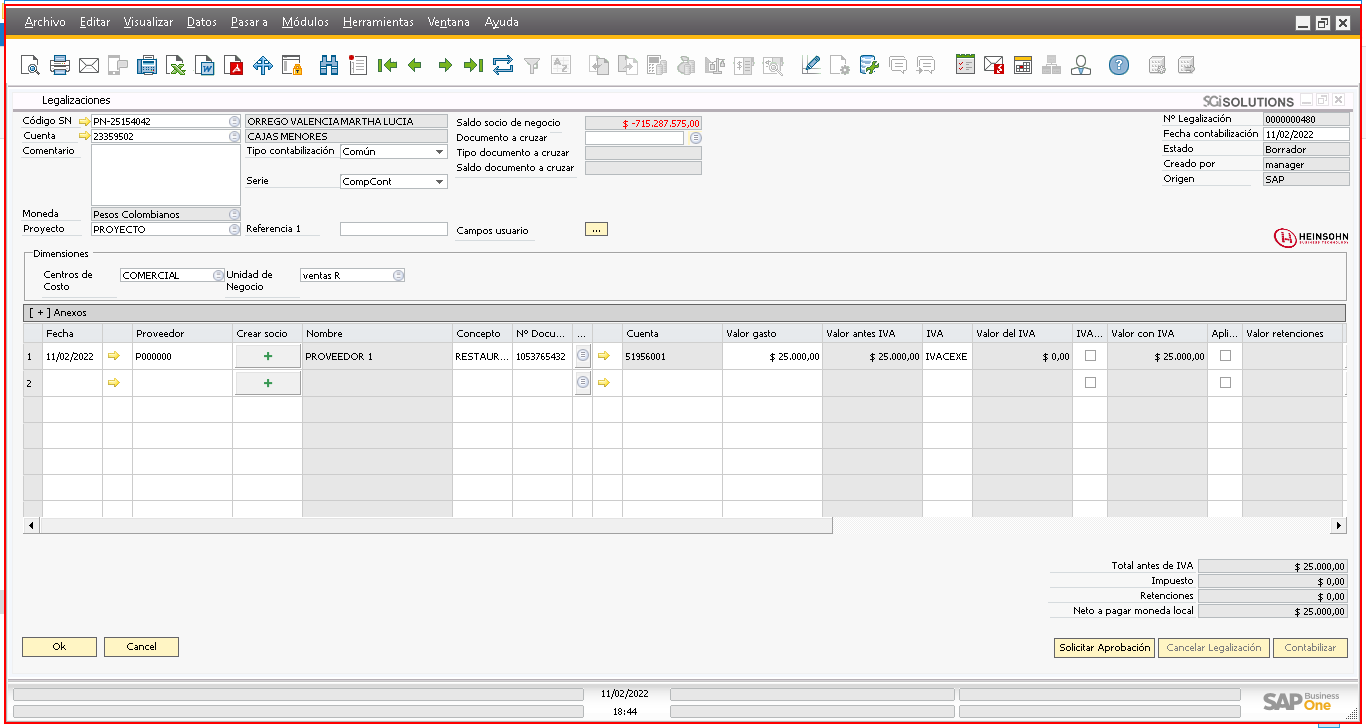 Archivo Editar Visualizar Datos Pasar a Módulos Herramientas Ventana Ayuda
Legalizaciones
SGi SOLUTIONS
Código SN PN-25154042 ORREGO VALENCIA MARTHA LUCIA
Cuenta 23359502 CAJAS MENORES
Comentario Tipo contabilización Común
Serie CompCont
Moneda Pesos Colombianos
Proyecto PROYECTO Referencia 1
Saldo socio de negocio $ -715.287.575,00
Documento a cruzar
Tipo documento a cruzar
Saldo documento a cruzar
Campos usuario ...
Nº Legalización 0000000480
Fecha contabilización 11/02/2022
Estado Borrador
Creado por manager
Origen SAP
HEINSOHN
BUSINESS TECHNOLOGY
Dimensiones
Centros de Costo COMERCIAL Unidad de Negocio ventas R
[ + ] Anexos
Fecha Proveedor Crear socio Nombre Concepto Nº Docu... ... Cuenta Valor gasto Valor antes IVA IVA Valor del IVA IVA... Valor con IVA Apli... Valor retenciones
1 11/02/2022 P000000 + PROVEEDOR 1 RESTAUR... 1053765432 51956001 $ 25.000,00 $ 25.000,00 IVACEXE $ 0,00 $ 25.000,00
2 +
Total antes de IVA $ 25.000,00
Impuesto $ 0,00
Retenciones $ 0,00
Neto a pagar moneda local $ 25.000,00
Ok Cancel Solicitar Aprobación Cancelar Legalización Contabilizar
11/02/2022
18:44
SAP Business One